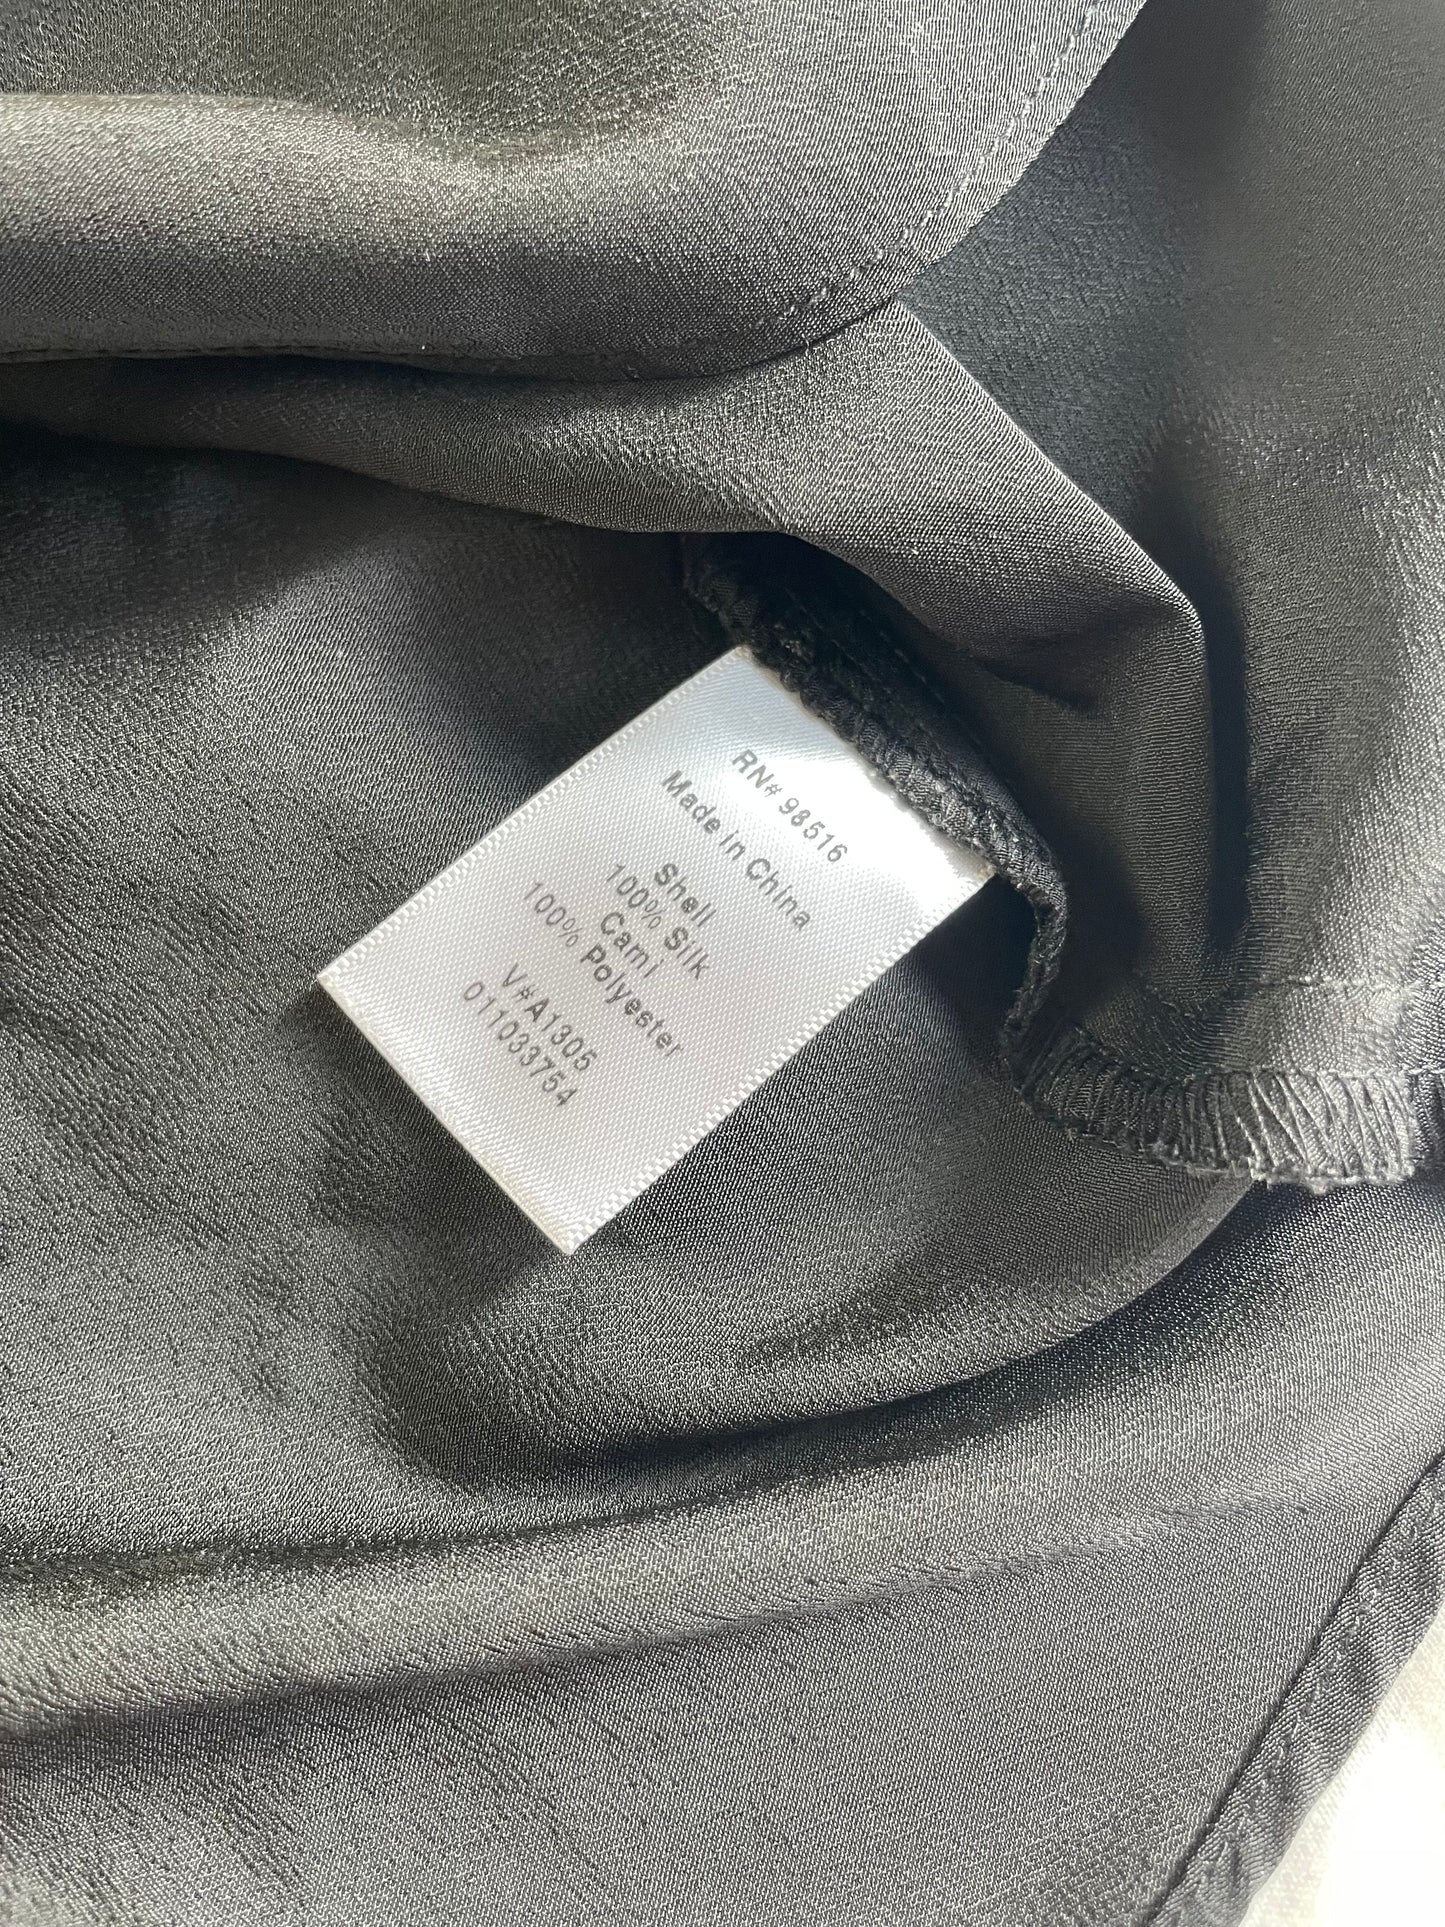 RN# 98516
Made in China
Shell
100% Silk
Cami
100% Polyester
V#A1305
011033754